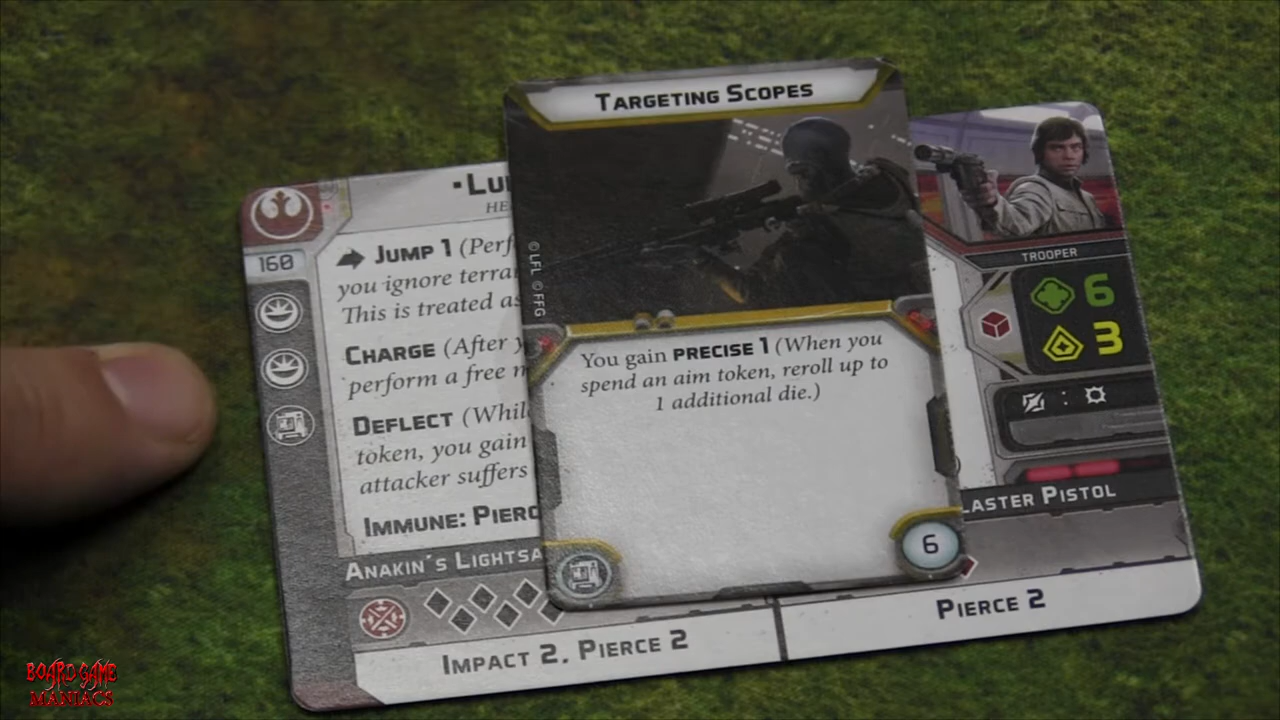 TARGETING SCOPES
©LFL ©FFG
You gain PRECISE 1 (When you
spend an aim token, reroll up to
1 additional die.)
6
160
JUMP 1 (Perf
you ignore terra
This is treated as
CHARGE (After y
perform a free m
DEFLECT (While
token, you gain
attacker suffers
IMMUNE: PIERC
ANAKIN'S LIGHTSA
IMPACT 2, PIERCE 2
TROOPER
6
3
:
LASTER PISTOL
PIERCE 2
BOARD GAME
MANIACS